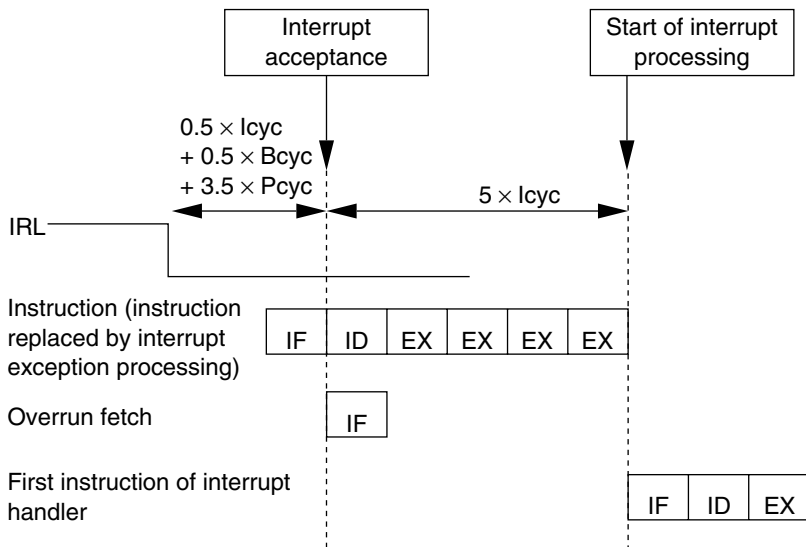 Interrupt
acceptance
Start of interrupt
processing
0.5 × Icyc
+ 0.5 × Bcyc
+ 3.5 × Pcyc
5 × Icyc
IRL
Instruction (instruction
replaced by interrupt
exception processing)
IF ID EX EX EX EX
Overrun fetch
IF
First instruction of interrupt
handler
IF ID EX